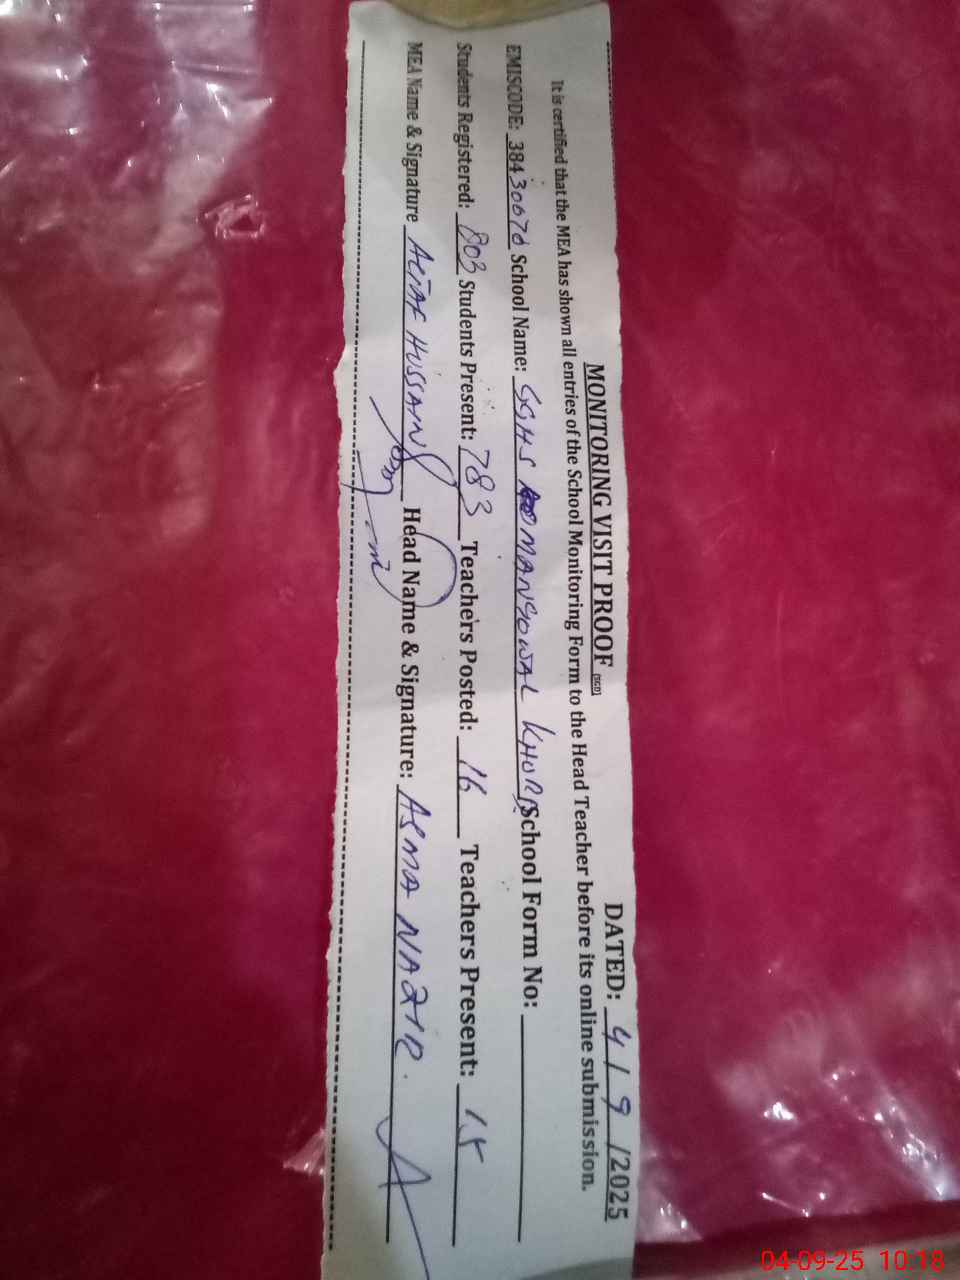 MONITORING VISIT PROOF (SGD) DATED: 4 / 9 /2025
It is certified that the MEA has shown all entries of the School Monitoring Form to the Head Teacher before its online submission.
EMISCODE: 38430070 School Name: GGHS MANGOWAL KHURD School Form No:
Students Registered: 803 Students Present: 783 Teachers Posted: 16 Teachers Present: 15
MEA Name & Signature ALTAF HUSSAIN Head Name & Signature: ASMA NAZIR.
04-09-25 10:18